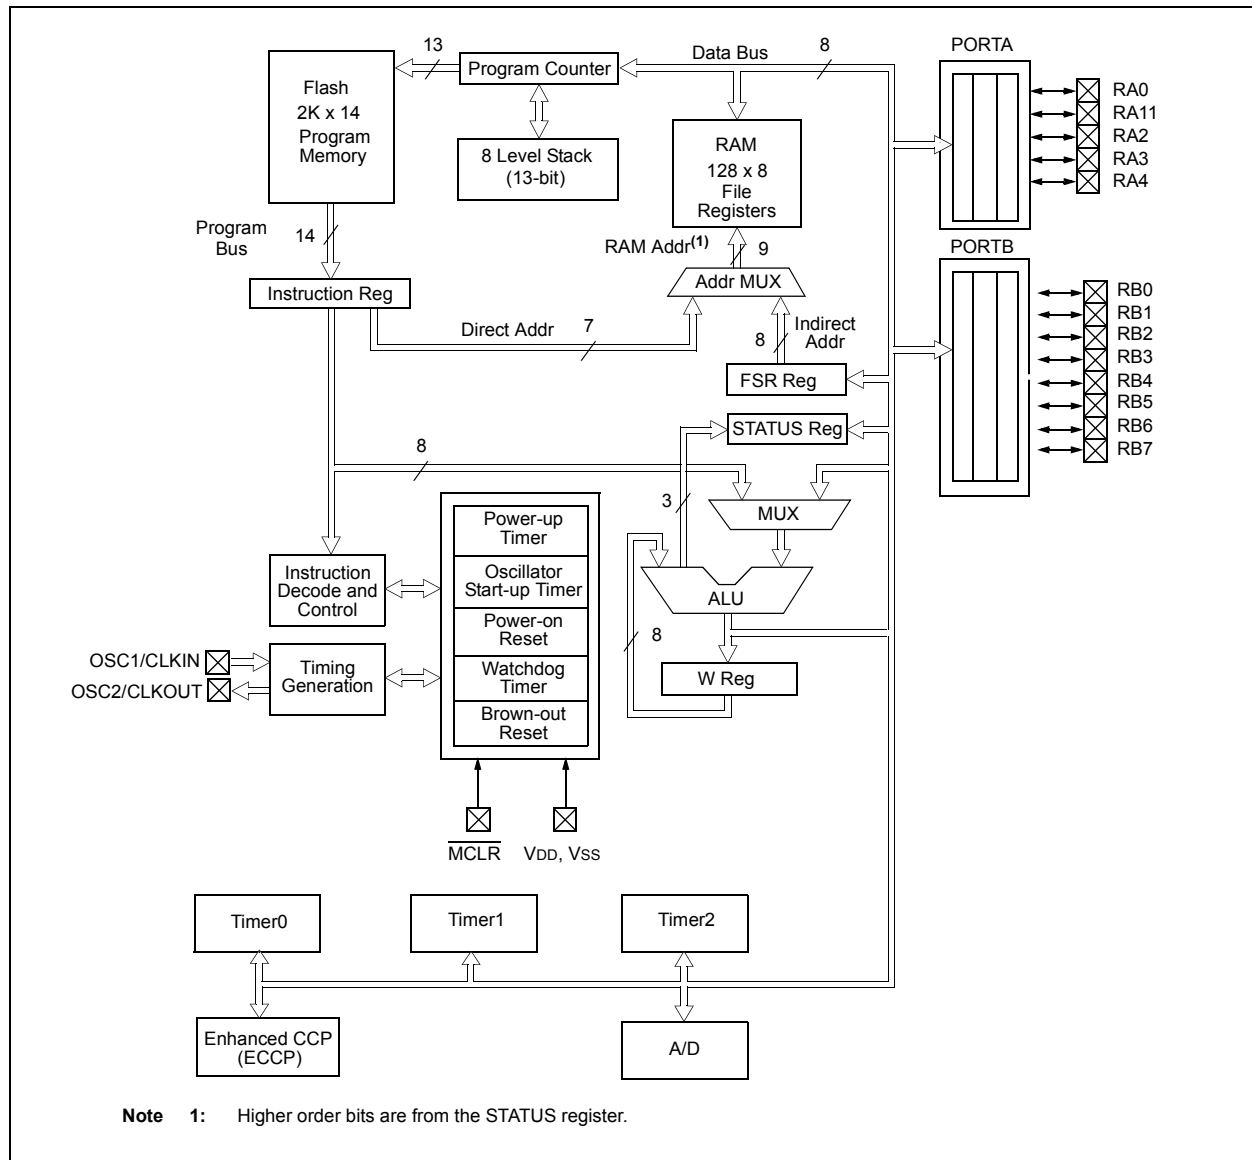 13
Program Counter
Data Bus
8
PORTA
Flash
2K x 14
Program
Memory
8 Level Stack
(13-bit)
RAM
128 x 8
File
Registers
RA0
RA11
RA2
RA3
RA4
Program
Bus
14
RAM Addr(1)
9
PORTB
Instruction Reg
Addr MUX
Direct Addr
7
8
Indirect
Addr
FSR Reg
RB0
RB1
RB2
RB3
RB4
RB5
RB6
RB7
STATUS Reg
8
3
MUX
Power-up
Timer
Oscillator
Start-up Timer
Power-on
Reset
Watchdog
Timer
Brown-out
Reset
Instruction
Decode and
Control
ALU
8
W Reg
OSC1/CLKIN
OSC2/CLKOUT
Timing
Generation
MCLR
VDD, VSS
Timer0
Timer1
Timer2
Enhanced CCP
(ECCP)
A/D
Note 1: Higher order bits are from the STATUS register.